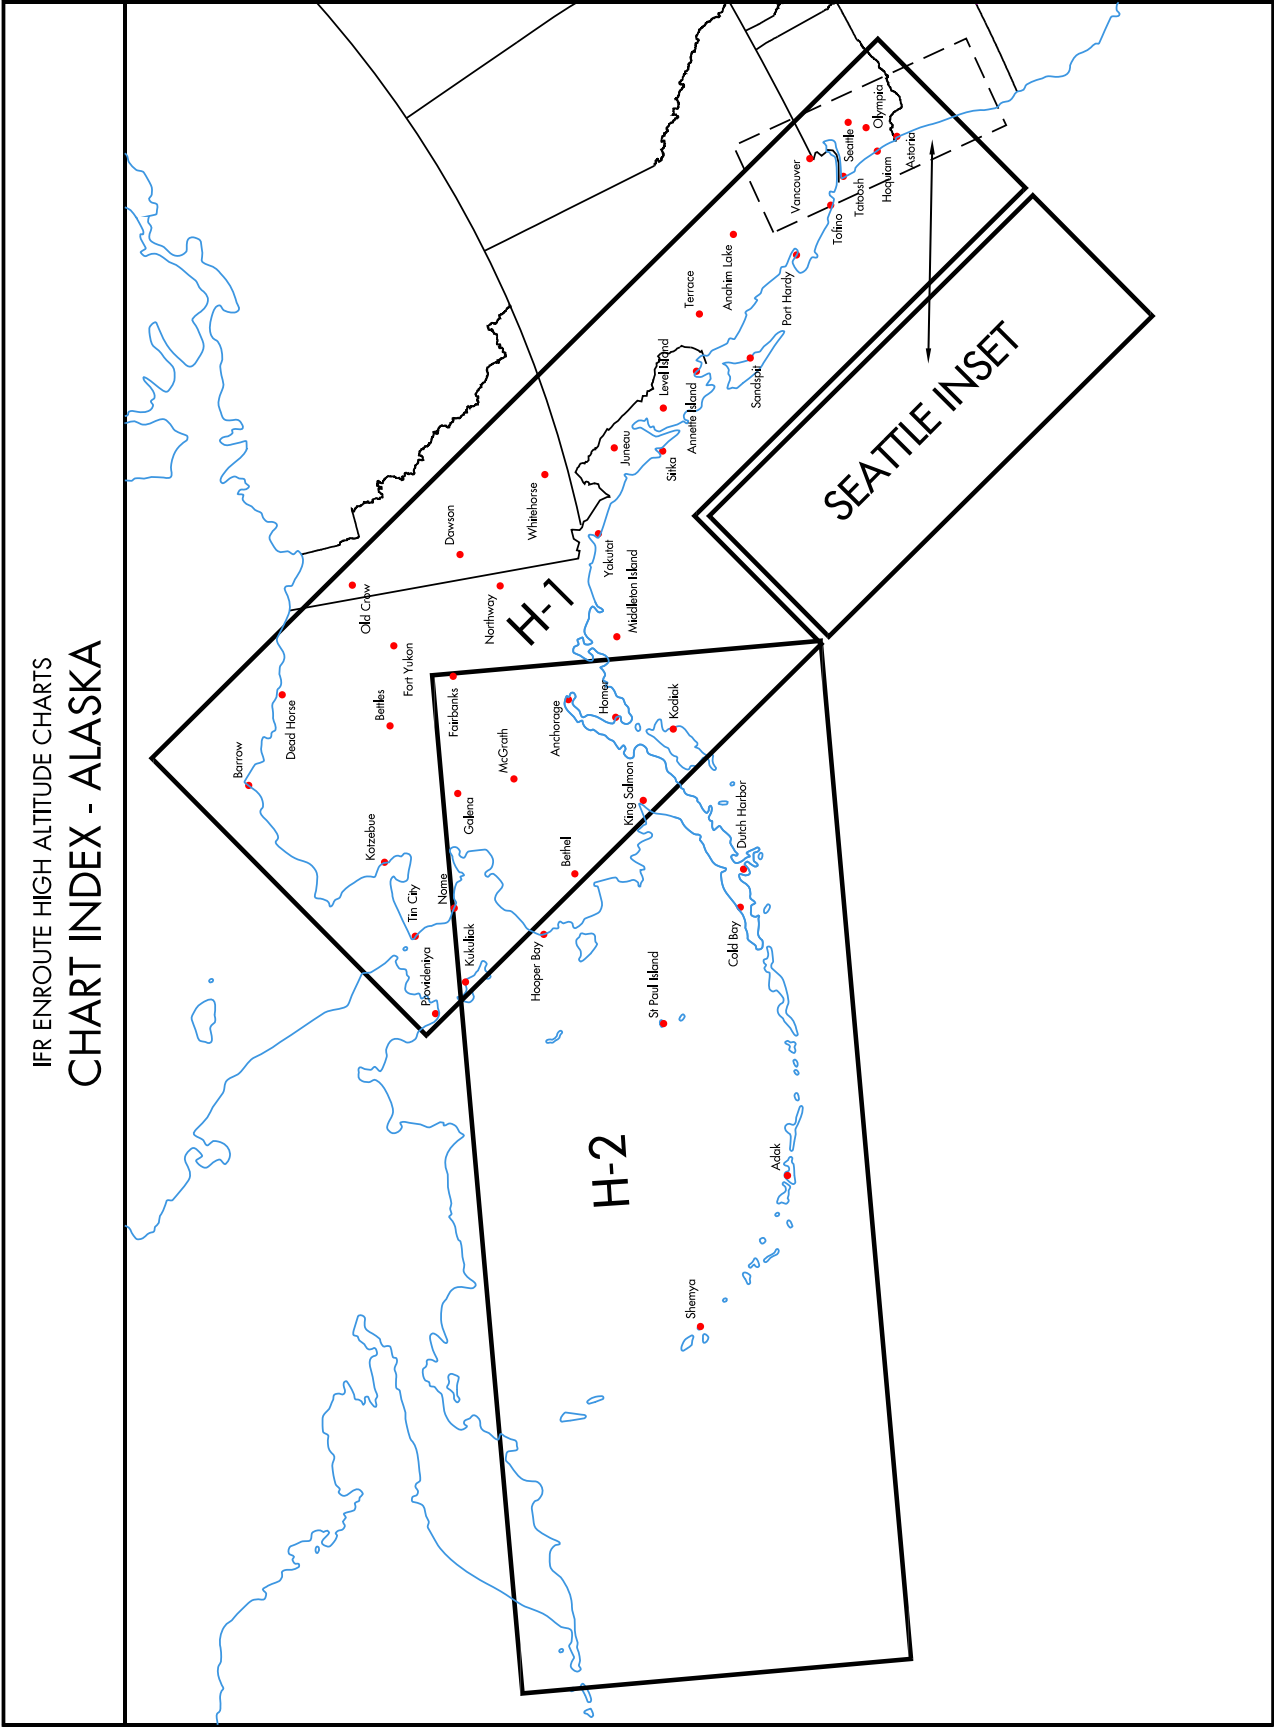 IFR ENROUTE HIGH ALTITUDE CHARTS
CHART INDEX - ALASKA
Barrow
Dead Horse
Kotzebue
Bettles
Fort Yukon
Old Crow
Dawson
Whitehorse
Northway
Tin City
Provideniya
Nome
Kukuliak
Galena
Fairbanks
McGrath
Hooper Bay
Bethel
Anchorage
Homer
King Salmon
Kodiak
Middleton Island
Yakutat
Juneau
Sitka
Level Island
Annette Island
Terrace
Anahim Lake
Sandspit
Port Hardy
Vancouver
Tofino
Tatoosh
Seattle
Olympia
Hoquiam
Astoria
H-1
St Paul Island
Cold Bay
Dutch Harbor
Adak
Shemya
H-2
SEATTLE INSET